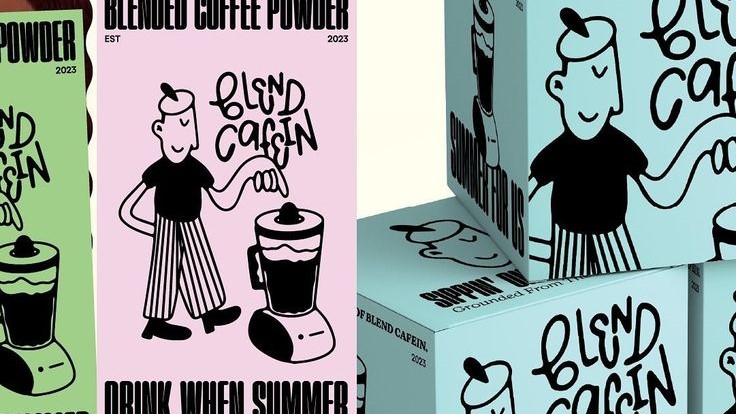 POWDER
2023
BLENDED COFFEE POWDER
EST
2023
BLEND
CAFEIN
DRINK WHEN SUMMER
BLEND
CAFEIN
SUMMER FOR US
SIPPIN'
Grounded From
OF BLEND CAFEIN.
2023
BLEND
CAFEIN